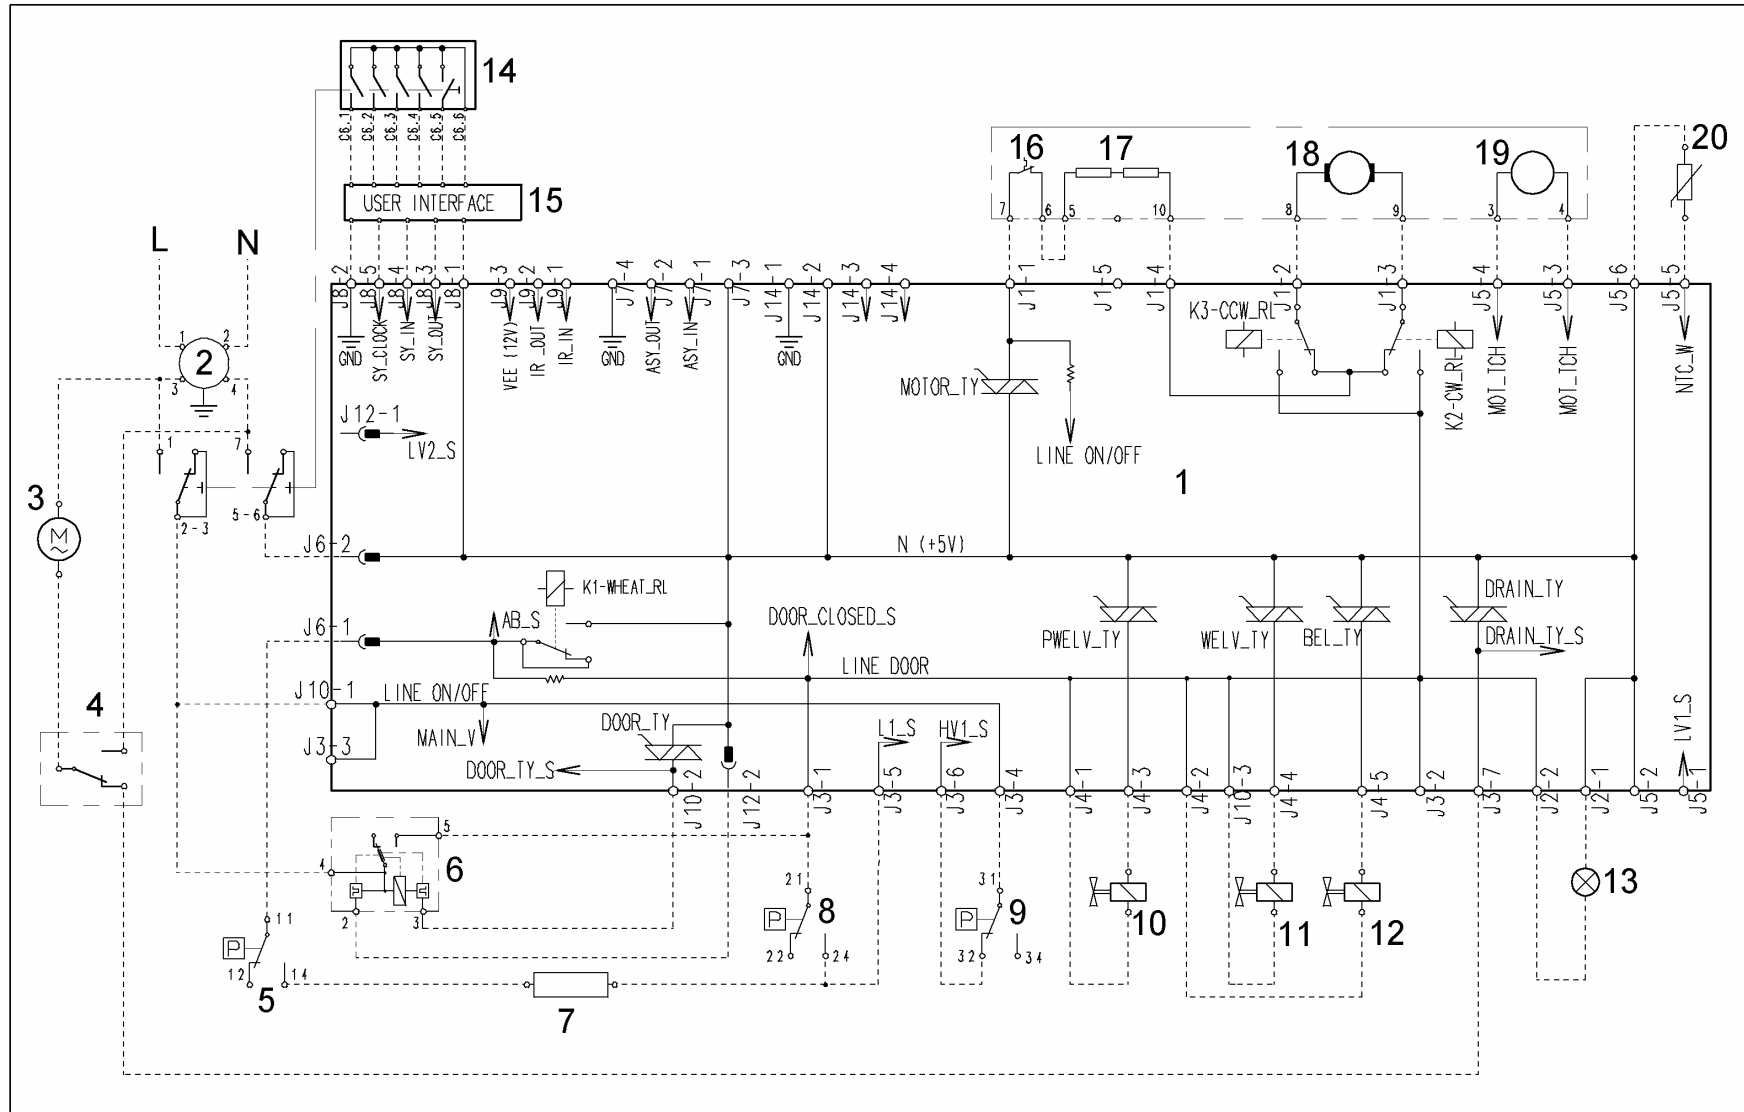 14
C6.1 C6.2 C6.3 C6.4 C6.5 C6.6
USER INTERFACE 15
16 17 18 19 20
7 6 5 10 8 9 3 4
L N
J8-2 J8-5 J8-4 J8-3 J8-1 J9-3 J9-2 J9-1 J7-4 J7-2 J7-1 J7-3 J14-1 J14-2 J14-3 J14-4 J1-1 J1-5 J1-4 J1-2 J1-3 J5-4 J5-3 J5-6 J5-5
GND SY_CLOCK SY_IN SY_OUT VEE (12V) IR_OUT IR_IN GND ASY_OUT ASY_IN GND
K3-CCW_RL
K2-CW_RL
MOT_TCH MOT_TCH NTC_W
1 2
2
3 4
MOTOR_TY
LINE ON/OFF
J12-1
LV2_S
1 7
1
3
2-3 5-6
J6-2
N (+5V)
K1-WHEAT_RL
AB_S
J6-1
DOOR_CLOSED_S
LINE DOOR
PWELV_TY WELV_TY BEL_TY
DRAIN_TY
DRAIN_TY_S
J10-1 LINE ON/OFF
MAIN_V
J3-3
4
DOOR_TY
DOOR_TY_S
L1_S HV1_S
LV1_S
J10-2 J12-2 J3-1 J3-5 J3-6 J3-4 J4-1 J4-3 J4-2 J10-3 J4-4 J4-5 J3-2 J3-7 J2-2 J2-1 J5-2 J5-1
5
4 6
2 3
21
P 8
22 24
31
P 9
32 34
10 11 12 13
11
P
12 14
5
7